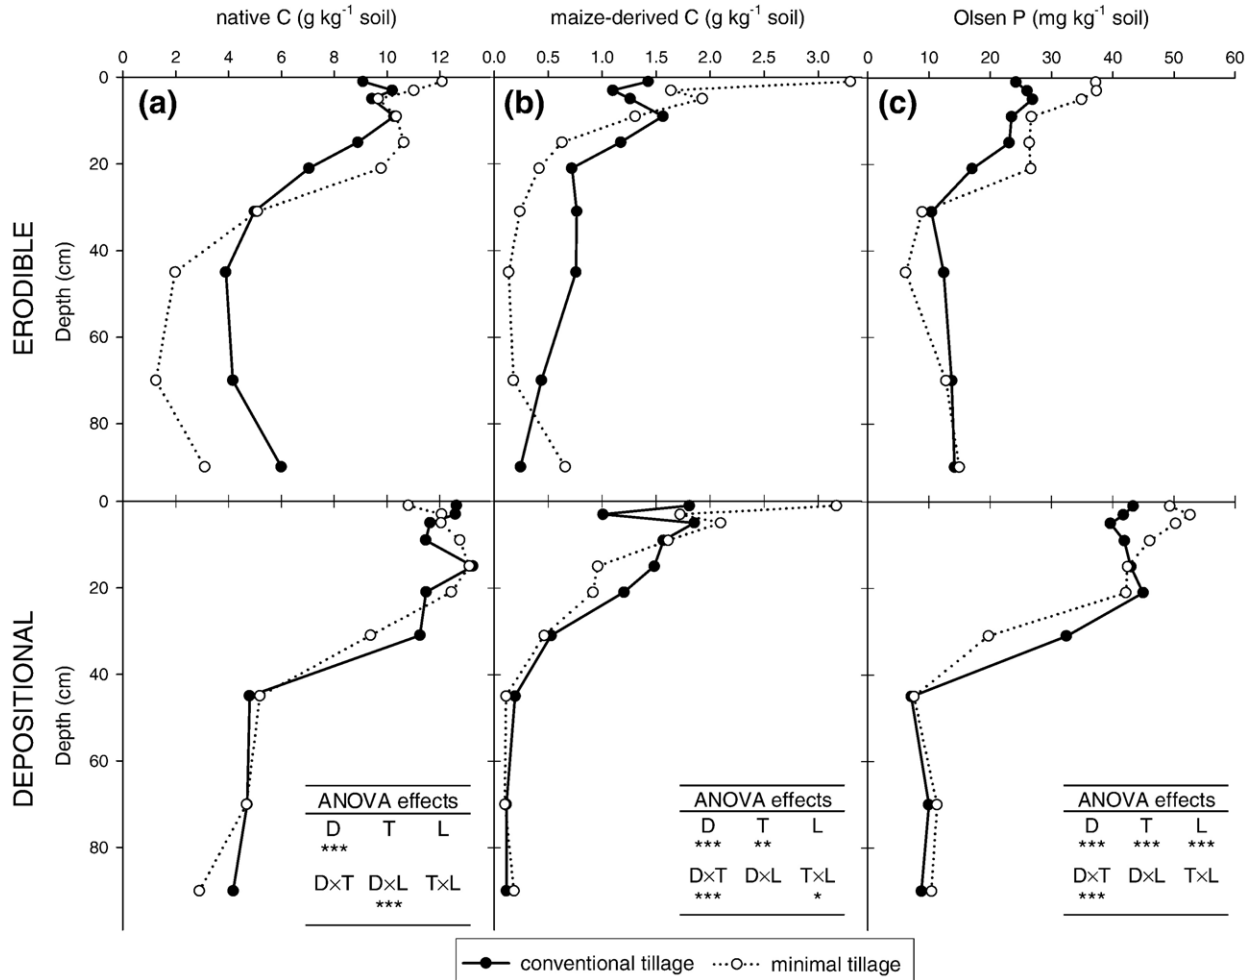 native C (g kg⁻¹ soil)
maize-derived C (g kg⁻¹ soil)
Olsen P (mg kg⁻¹ soil)
0 2 4 6 8 10 12
0.0 0.5 1.0 1.5 2.0 2.5 3.0
0 10 20 30 40 50 60
ERODIBLE
Depth (cm)
0
20
40
60
80
(a)
(b)
(c)
DEPOSITIONAL
Depth (cm)
0
20
40
60
80
ANOVA effects
D T L
***
D×T D×L T×L
***
ANOVA effects
D T L
*** **
D×T D×L T×L
*** *
ANOVA effects
D T L
*** *** ***
D×T D×L T×L
***
conventional tillage
minimal tillage